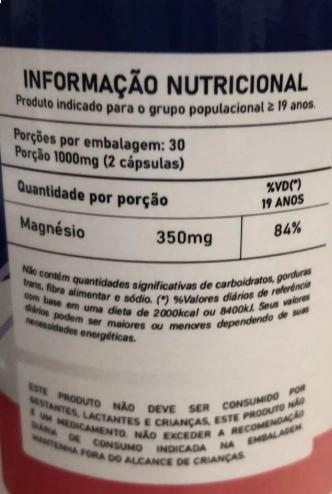 INFORMAÇÃO NUTRICIONAL
Produto indicado para o grupo populacional ≥ 19 anos.
Porções por embalagem: 30
Porção 1000mg (2 cápsulas)
Quantidade por porção %VD(*) 19 ANOS
Magnésio 350mg 84%
Não contém quantidades significativas de carboidratos, gorduras
trans, fibra alimentar e sódio. (*) %Valores diários de referência
com base em uma dieta de 2000kcal ou 8400kJ. Seus valores
diários podem ser maiores ou menores dependendo de suas
necessidades energéticas.
ESTE PRODUTO NÃO DEVE SER CONSUMIDO POR
GESTANTES, LACTANTES E CRIANÇAS, ESTE PRODUTO NÃO
É UM MEDICAMENTO. NÃO EXCEDER A RECOMENDAÇÃO
DIÁRIA DE CONSUMO INDICADA NA EMBALAGEM.
MANTENHA FORA DO ALCANCE DE CRIANÇAS.